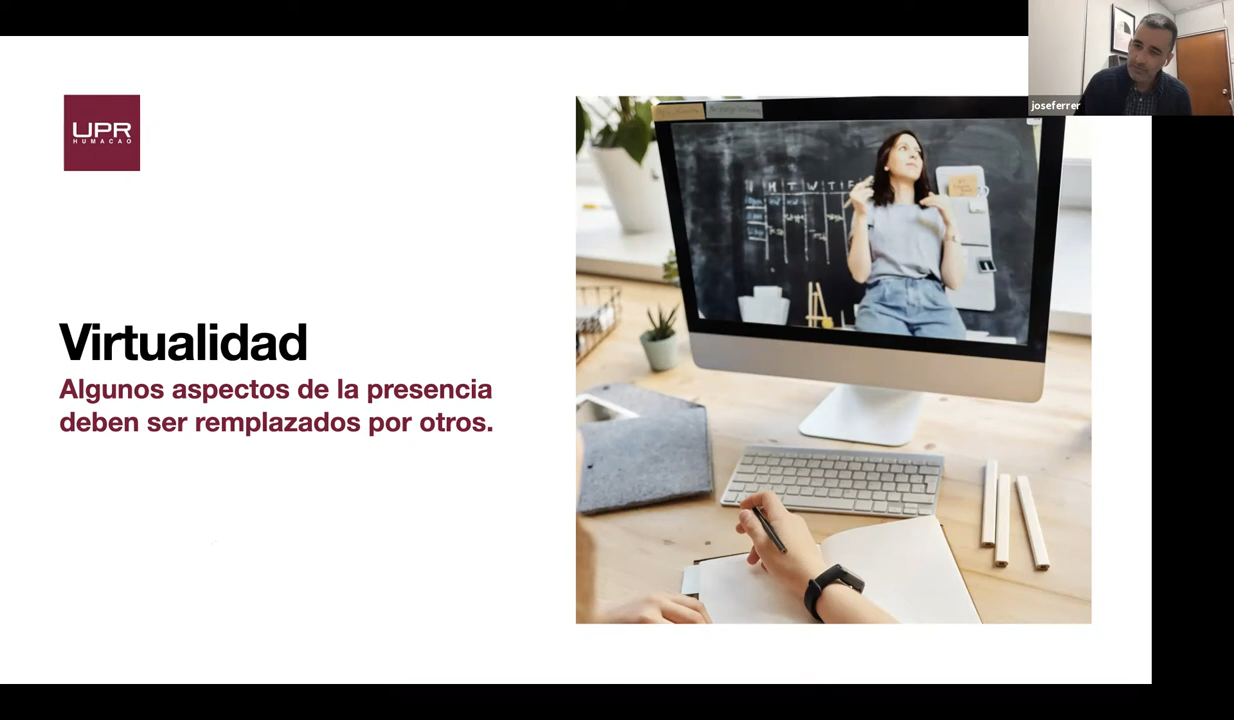 UPR
HUMACAO
joseferrer
Virtualidad
Algunos aspectos de la presencia
deben ser remplazados por otros.